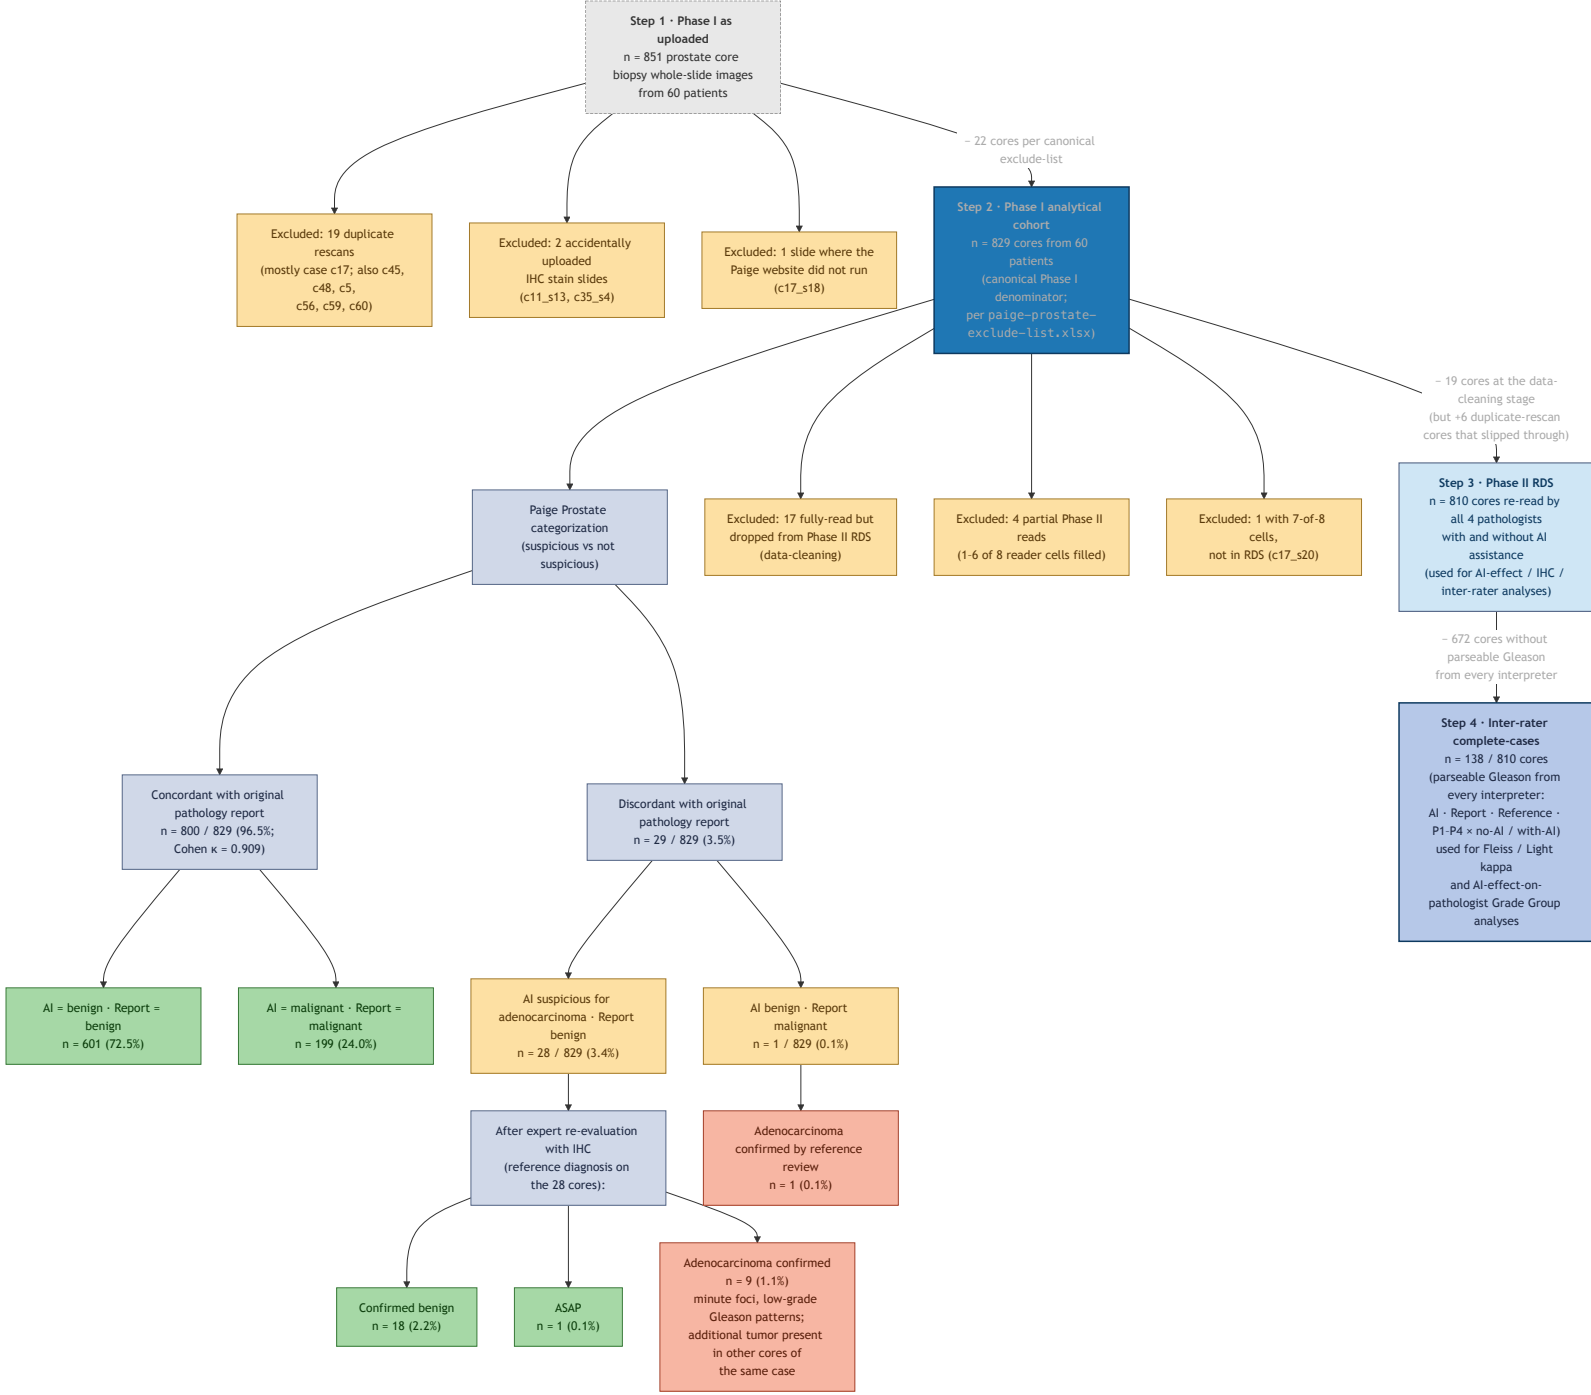 Step 1 · Phase I as
uploaded
n = 851 prostate core
biopsy whole-slide images
from 60 patients
− 22 cores per canonical
exclude-list
Excluded: 19 duplicate
rescans
(mostly case c17; also c45,
c48, c5,
c56, c59, c60)
Excluded: 2 accidentally
uploaded
IHC stain slides
(c11_s13, c35_s4)
Excluded: 1 slide where the
Paige website did not run
(c17_s18)
Step 2 · Phase I analytical
cohort
n = 829 cores from 60
patients
(canonical Phase I
denominator;
per paige-prostate-
exclude-list.xlsx)
− 19 cores at the data-
cleaning stage
(but +6 duplicate-rescan
cores that slipped through)
Paige Prostate
categorization
(suspicious vs not
suspicious)
Excluded: 17 fully-read but
dropped from Phase II RDS
(data-cleaning)
Excluded: 4 partial Phase II
reads
(1–6 of 8 reader cells filled)
Excluded: 1 with 7-of-8
cells,
not in RDS (c17_s20)
Step 3 · Phase II RDS
n = 810 cores re-read by
all 4 pathologists
with and without AI
assistance
(used for AI-effect / IHC /
inter-rater analyses)
− 672 cores without
parseable Gleason
from every interpreter
Step 4 · Inter-rater
complete-cases
n = 138 / 810 cores
(parseable Gleason from
every interpreter:
AI · Report · Reference ·
P1–P4 × no-AI / with-AI)
used for Fleiss / Light
kappa
and AI-effect-on-
pathologist Grade Group
analyses
Concordant with original
pathology report
n = 800 / 829 (96.5%;
Cohen κ = 0.909)
Discordant with original
pathology report
n = 29 / 829 (3.5%)
AI = benign · Report =
benign
n = 601 (72.5%)
AI = malignant · Report =
malignant
n = 199 (24.0%)
AI suspicious for
adenocarcinoma · Report
benign
n = 28 / 829 (3.4%)
AI benign · Report
malignant
n = 1 / 829 (0.1%)
After expert re-evaluation
with IHC
(reference diagnosis on
the 28 cores):
Adenocarcinoma
confirmed by reference
review
n = 1 (0.1%)
Confirmed benign
n = 18 (2.2%)
ASAP
n = 1 (0.1%)
Adenocarcinoma confirmed
n = 9 (1.1%)
minute foci, low-grade
Gleason patterns;
additional tumor present
in other cores of
the same case